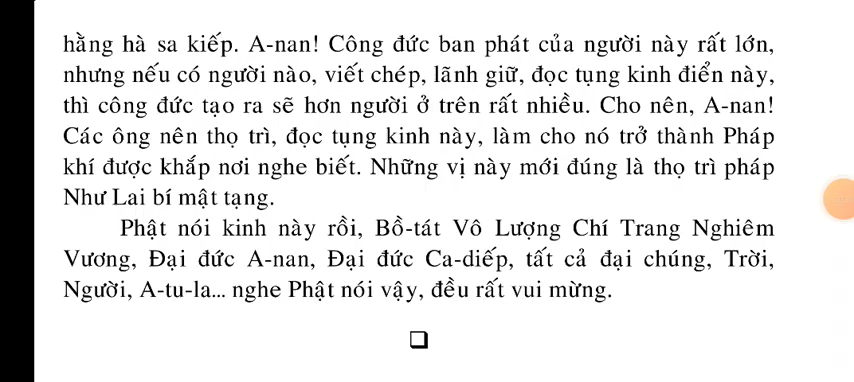 hằng hà sa kiếp. A-nan! Công đức ban phát của người này rất lớn,
nhưng nếu có người nào, viết chép, lãnh giữ, đọc tụng kinh điển này,
thì công đức tạo ra sẽ hơn người ở trên rất nhiều. Cho nên, A-nan!
Các ông nên thọ trì, đọc tụng kinh này, làm cho nó trở thành Pháp
khí được khắp nơi nghe biết. Những vị này mới đúng là thọ trì pháp
Như Lai bí mật tạng.
Phật nói kinh này rồi, Bồ-tát Vô Lượng Chí Trang Nghiêm
Vương, Đại đức A-nan, Đại đức Ca-diếp, tất cả đại chúng, Trời,
Người, A-tu-la... nghe Phật nói vậy, đều rất vui mừng.